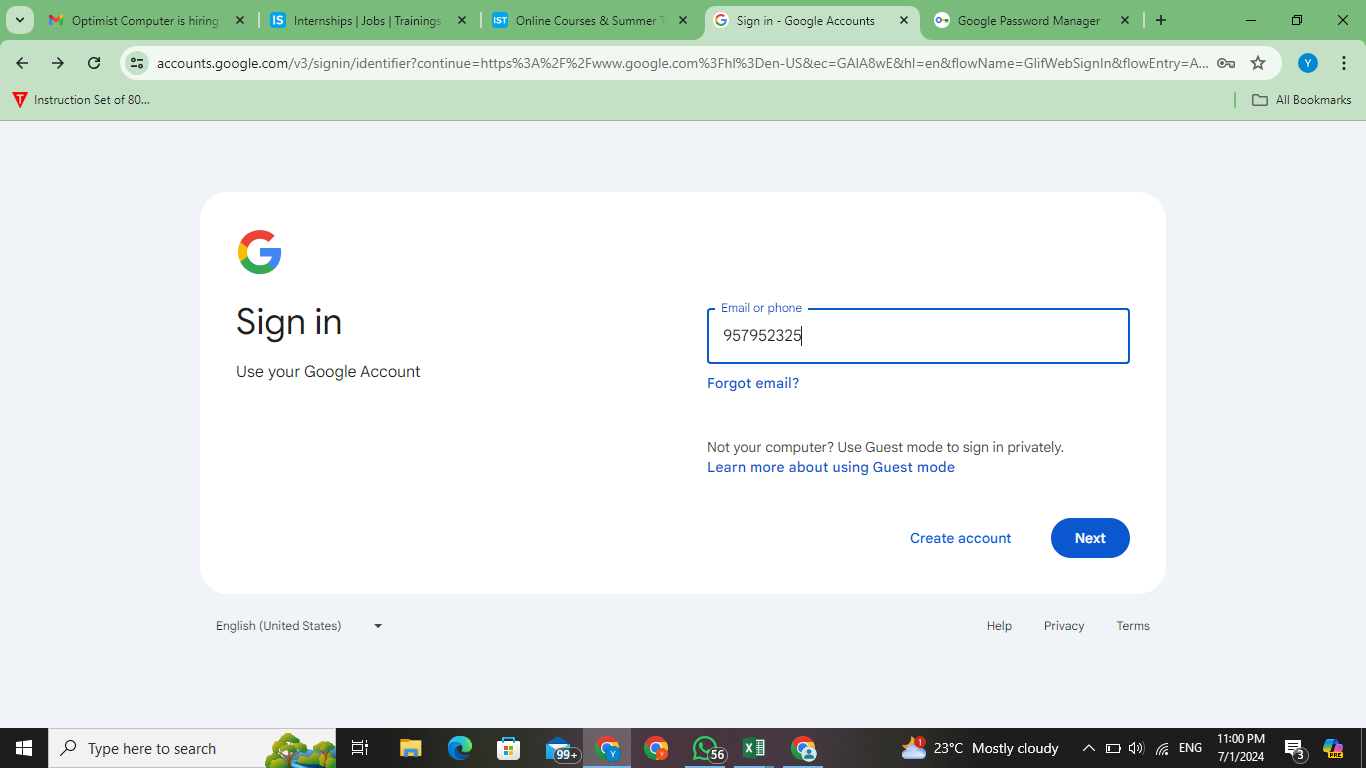 Optimist Computer is hiring
Internships | Jobs | Trainings
Online Courses & Summer T
Sign in - Google Accounts
Google Password Manager
accounts.google.com/v3/signin/identifier?continue=https%3A%2F%2Fwww.google.com%3Fhl%3Den-US&ec=GAlA8wE&hl=en&flowName=GlifWebSignIn&flowEntry=A...
Y
Instruction Set of 80...
All Bookmarks
Sign in
Use your Google Account
Email or phone
957952325
Forgot email?
Not your computer? Use Guest mode to sign in privately.
Learn more about using Guest mode
Create account
Next
English (United States)
Help
Privacy
Terms
Type here to search
99+
Y
Y
56
1
23°C Mostly cloudy
ENG
11:00 PM
7/1/2024
3
PRE